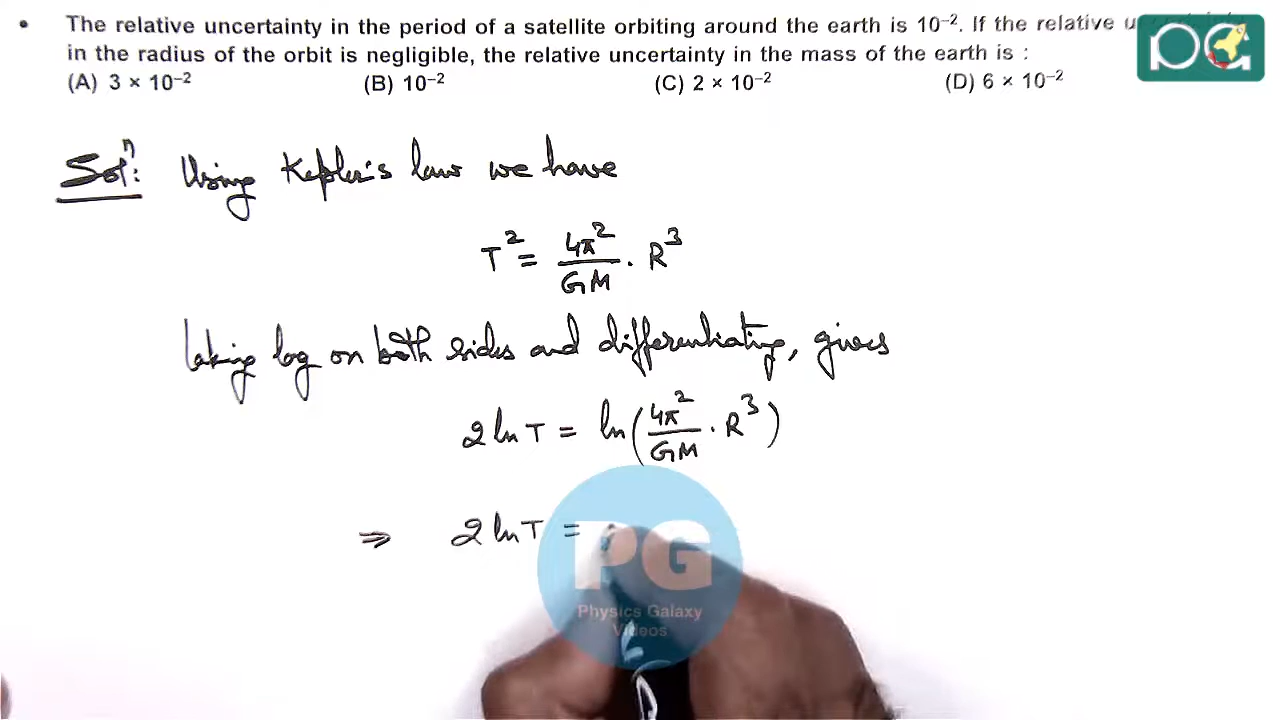 • The relative uncertainty in the period of a satellite orbiting around the earth is 10⁻². If the relative
in the radius of the orbit is negligible, the relative uncertainty in the mass of the earth is :
(A) 3 × 10⁻² (B) 10⁻² (C) 2 × 10⁻² (D) 6 × 10⁻²
Solⁿ: Using Kepler's law we have
T² = 4π²/GM · R³
taking log on both sides and differentiating, gives
2 ln T = ln(4π²/GM · R³)
⇒ 2 ln T =
PG
Physics Galaxy
Videos